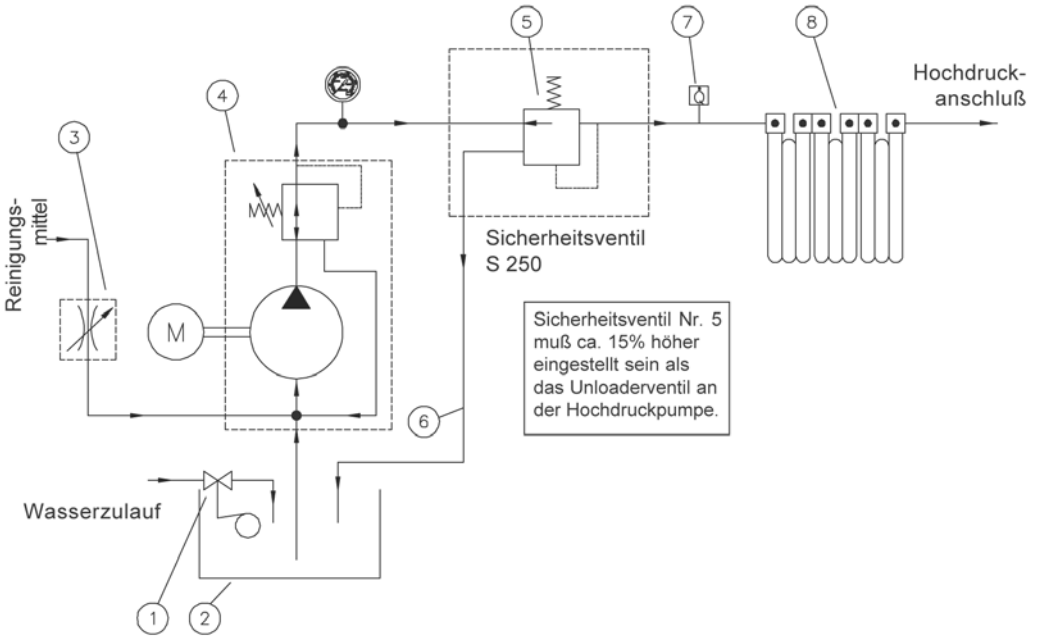 5
7
8
Hochdruck-
anschluß
4
3
Reinigungs-
mittel
Sicherheitsventil
S 250
M
Sicherheitsventil Nr. 5
muß ca. 15% höher
eingestellt sein als
das Unloaderventil an
der Hochdruckpumpe.
6
Wasserzulauf
1
2